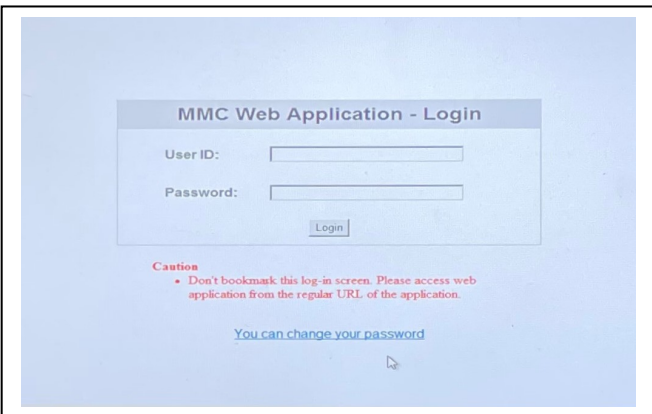 MMC Web Application - Login
User ID:
Password:
Login
Caution
• Don't bookmark this log-in screen. Please access web
application from the regular URL of the application.
You can change your password